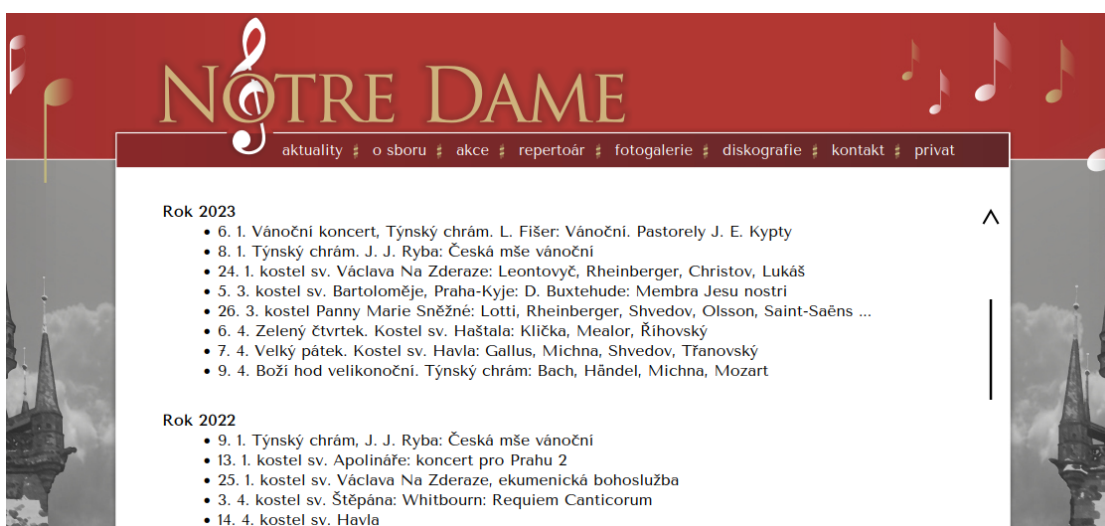 NOTRE DAME
aktuality o sboru akce repertoár fotogalerie diskografie kontakt privat
Rok 2023
• 6. 1. Vánoční koncert, Týnský chrám. L. Fišer: Vánoční. Pastorely J. E. Kypty
• 8. 1. Týnský chrám. J. J. Ryba: Česká mše vánoční
• 24. 1. kostel sv. Václava Na Zderaze: Leontovyč, Rheinberger, Christov, Lukáš
• 5. 3. kostel sv. Bartoloměje, Praha-Kyje: D. Buxtehude: Membra Jesu nostri
• 26. 3. kostel Panny Marie Sněžné: Lotti, Rheinberger, Shvedov, Olsson, Saint-Saëns ...
• 6. 4. Zelený čtvrtek. Kostel sv. Haštala: Klička, Mealor, Říhovský
• 7. 4. Velký pátek. Kostel sv. Havla: Gallus, Michna, Shvedov, Třanovský
• 9. 4. Boží hod velikonoční. Týnský chrám: Bach, Händel, Michna, Mozart
Rok 2022
• 9. 1. Týnský chrám, J. J. Ryba: Česká mše vánoční
• 13. 1. kostel sv. Apolináře: koncert pro Prahu 2
• 25. 1. kostel sv. Václava Na Zderaze, ekumenická bohoslužba
• 3. 4. kostel sv. Štěpána: Whitbourn: Requiem Canticorum
• 14. 4. kostel sv. Havla